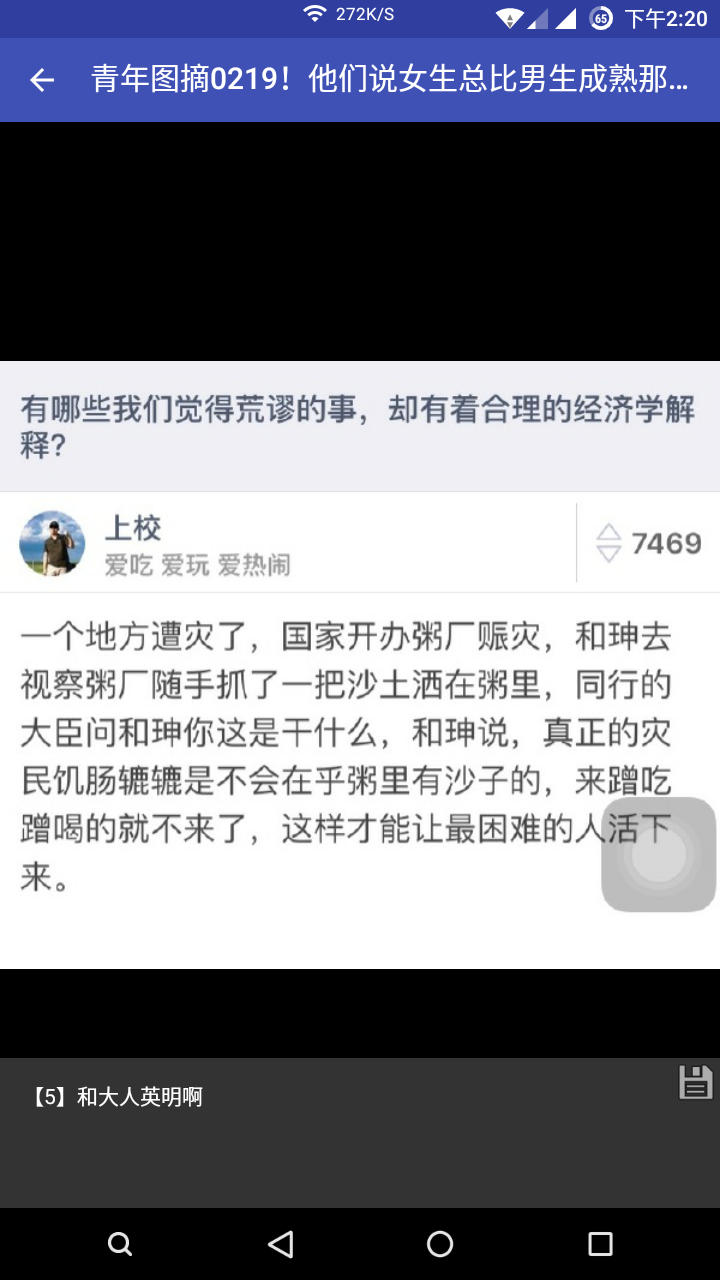 272K/S
65
下午2:20
青年图摘0219！他们说女生总比男生成熟那...
有哪些我们觉得荒谬的事，却有着合理的经济学解
释？
上校
爱吃 爱玩 爱热闹
7469
一个地方遭灾了，国家开办粥厂赈灾，和珅去
视察粥厂随手抓了一把沙土洒在粥里，同行的
大臣问和珅你这是干什么，和珅说，真正的灾
民饥肠辘辘是不会在乎粥里有沙子的，来蹭吃
蹭喝的就不来了，这样才能让最困难的人活下
来。
【5】和大人英明啊